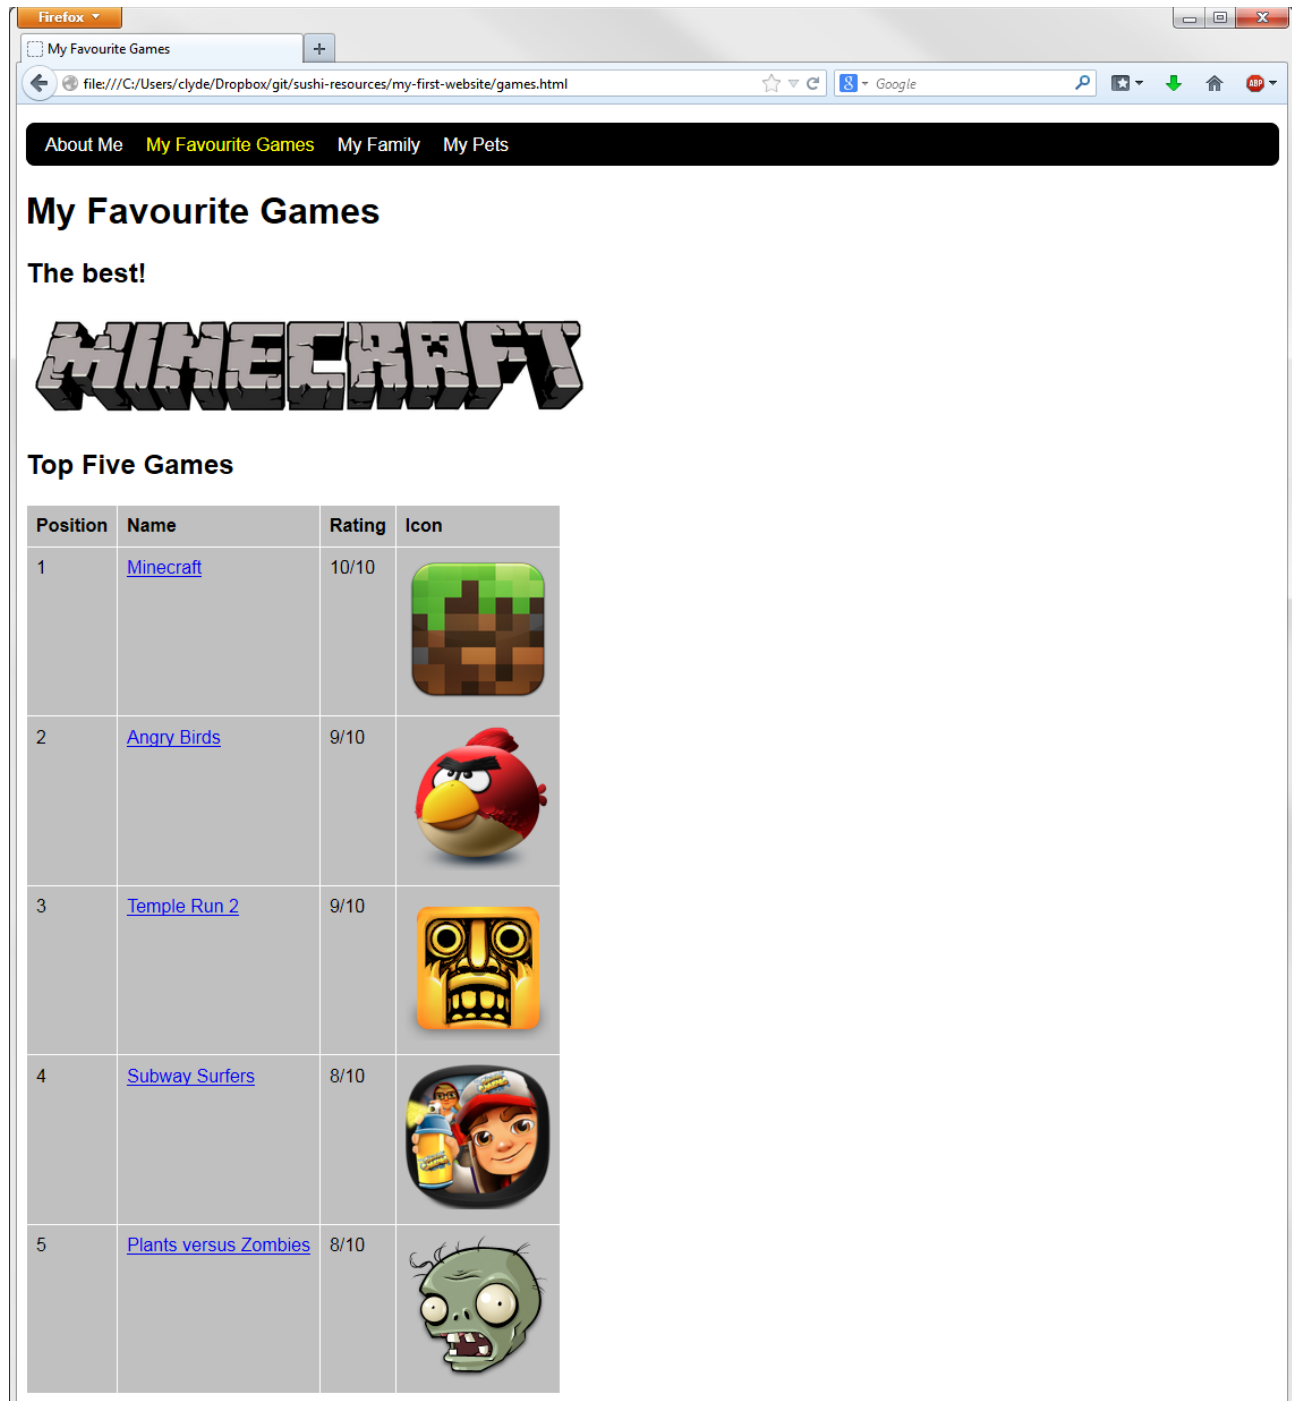 Firefox
My Favourite Games
file:///C:/Users/clyde/Dropbox/git/sushi-resources/my-first-website/games.html
8 Google
ABP
About Me My Favourite Games My Family My Pets
My Favourite Games
The best!
MINECRAFT
Top Five Games
Position Name Rating Icon
1 Minecraft 10/10
2 Angry Birds 9/10
3 Temple Run 2 9/10
4 Subway Surfers 8/10
5 Plants versus Zombies 8/10